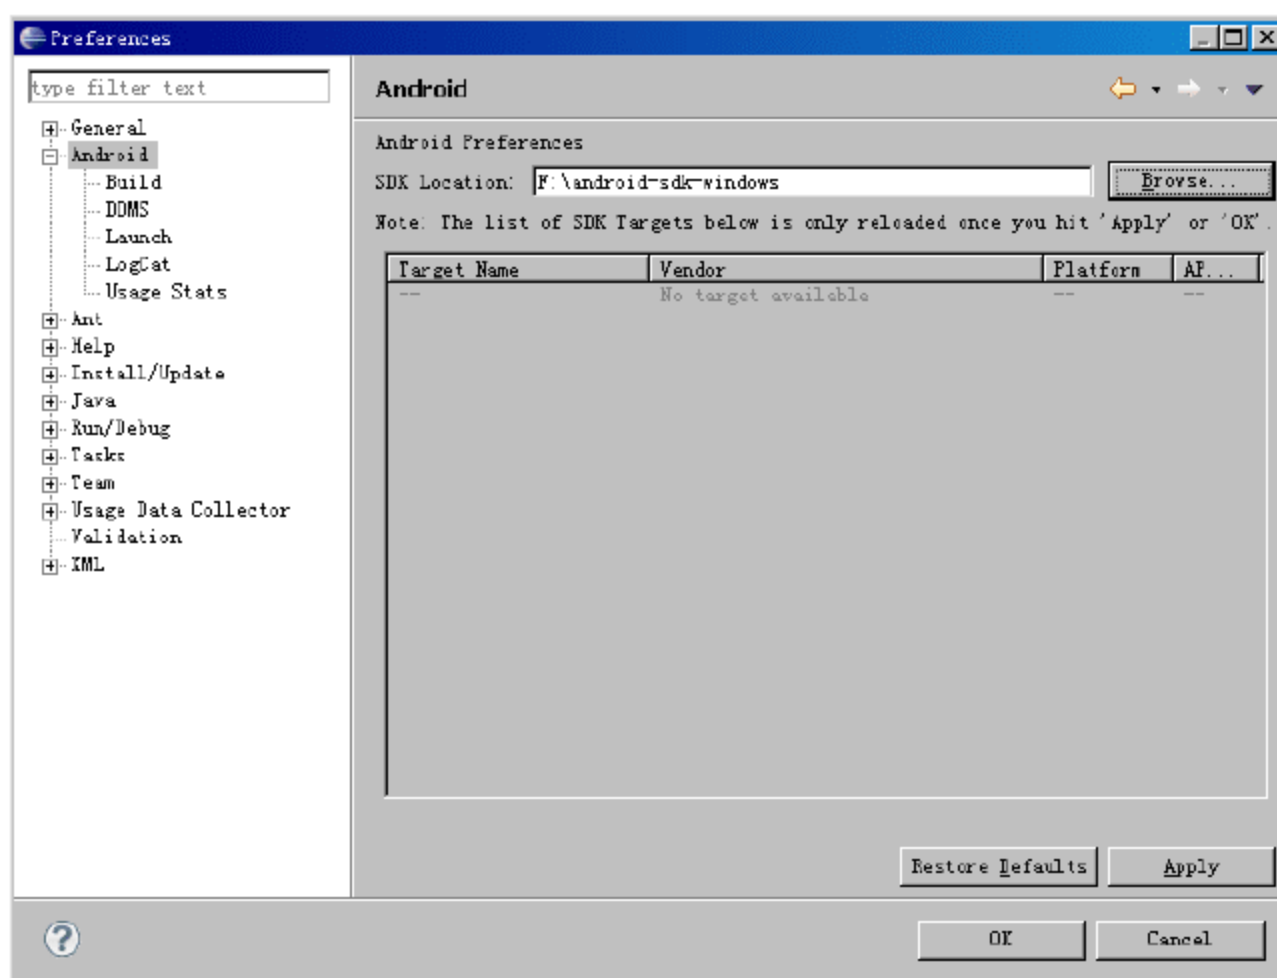 Preferences
type filter text
General
Android
Build
DDMS
Launch
LogCat
Usage Stats
Ant
Help
Install/Update
Java
Run/Debug
Tasks
Team
Usage Data Collector
Validation
XML
Android
Android Preferences
SDK Location: F:\android-sdk-windows Browse...
Note: The list of SDK Targets below is only reloaded once you hit 'Apply' or 'OK'.
Target Name Vendor Platform AP...
-- No target available -- --
Restore Defaults Apply
? OK Cancel